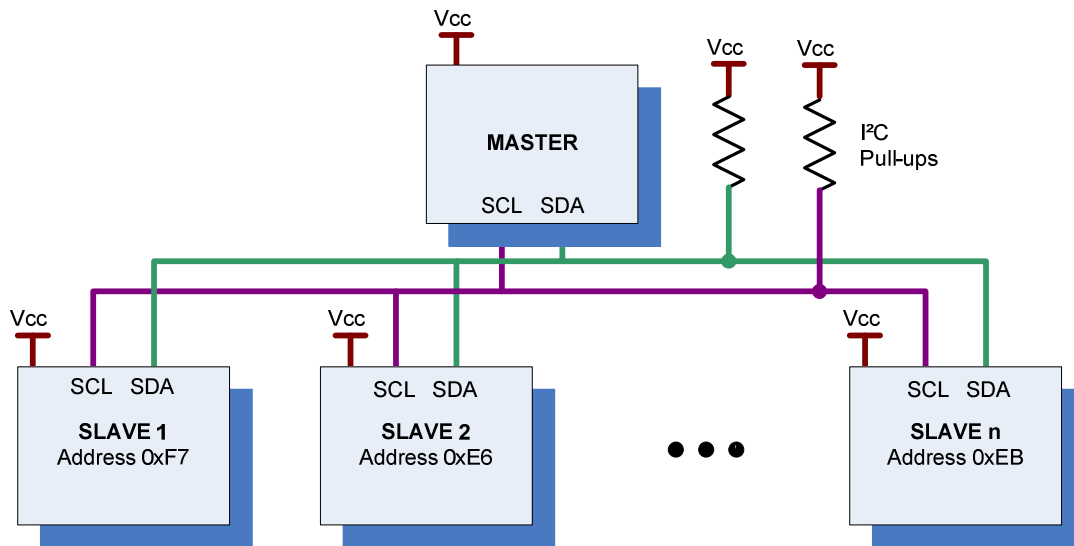 Vcc
Vcc
Vcc
MASTER
I²C
Pull-ups
SCL SDA
Vcc
Vcc
Vcc
SCL SDA
SLAVE 1
Address 0xF7
SCL SDA
SLAVE 2
Address 0xE6
SCL SDA
SLAVE n
Address 0xEB